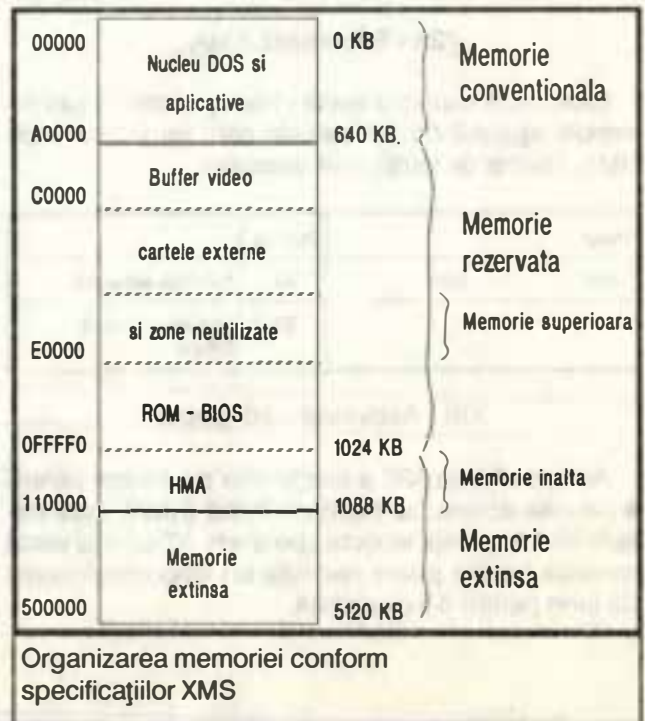 00000
0 KB
Nucleu DOS si
aplicative
Memorie
conventionala
A0000
640 KB.
Buffer video
C0000
cartele externe
Memorie
rezervata
si zone neutilizate
Memorie superioara
E0000
ROM - BIOS
0FFFF0
1024 KB
HMA
Memorie inalta
110000
1088 KB
Memorie
extinsa
Memorie
extinsa
500000
5120 KB
Organizarea memoriei conform
specificaţiilor XMS